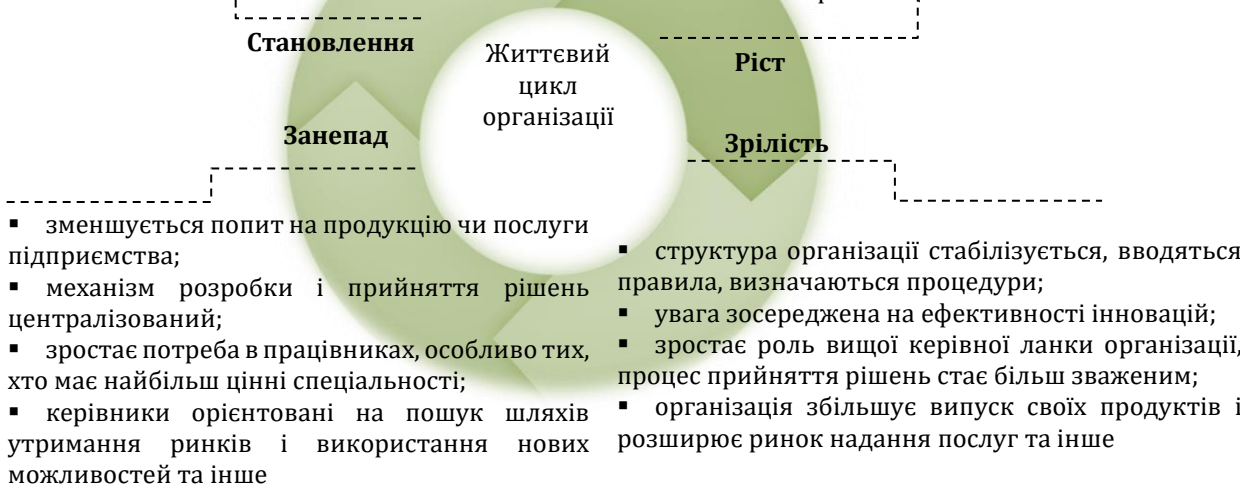 Становлення
Життєвий
цикл
організації
Ріст
Занепад
Зрілість
▪ зменшується попит на продукцію чи послуги
підприємства;
▪ механізм розробки і прийняття рішень
централізований;
▪ зростає потреба в працівниках, особливо тих,
хто має найбільш цінні спеціальності;
▪ керівники орієнтовані на пошук шляхів
утримання ринків і використання нових
можливостей та інше
▪ структура організації стабілізується, вводяться
правила, визначаються процедури;
▪ увага зосереджена на ефективності інновацій;
▪ зростає роль вищої керівної ланки організації,
процес прийняття рішень стає більш зваженим;
▪ організація збільшує випуск своїх продуктів і
розширює ринок надання послуг та інше